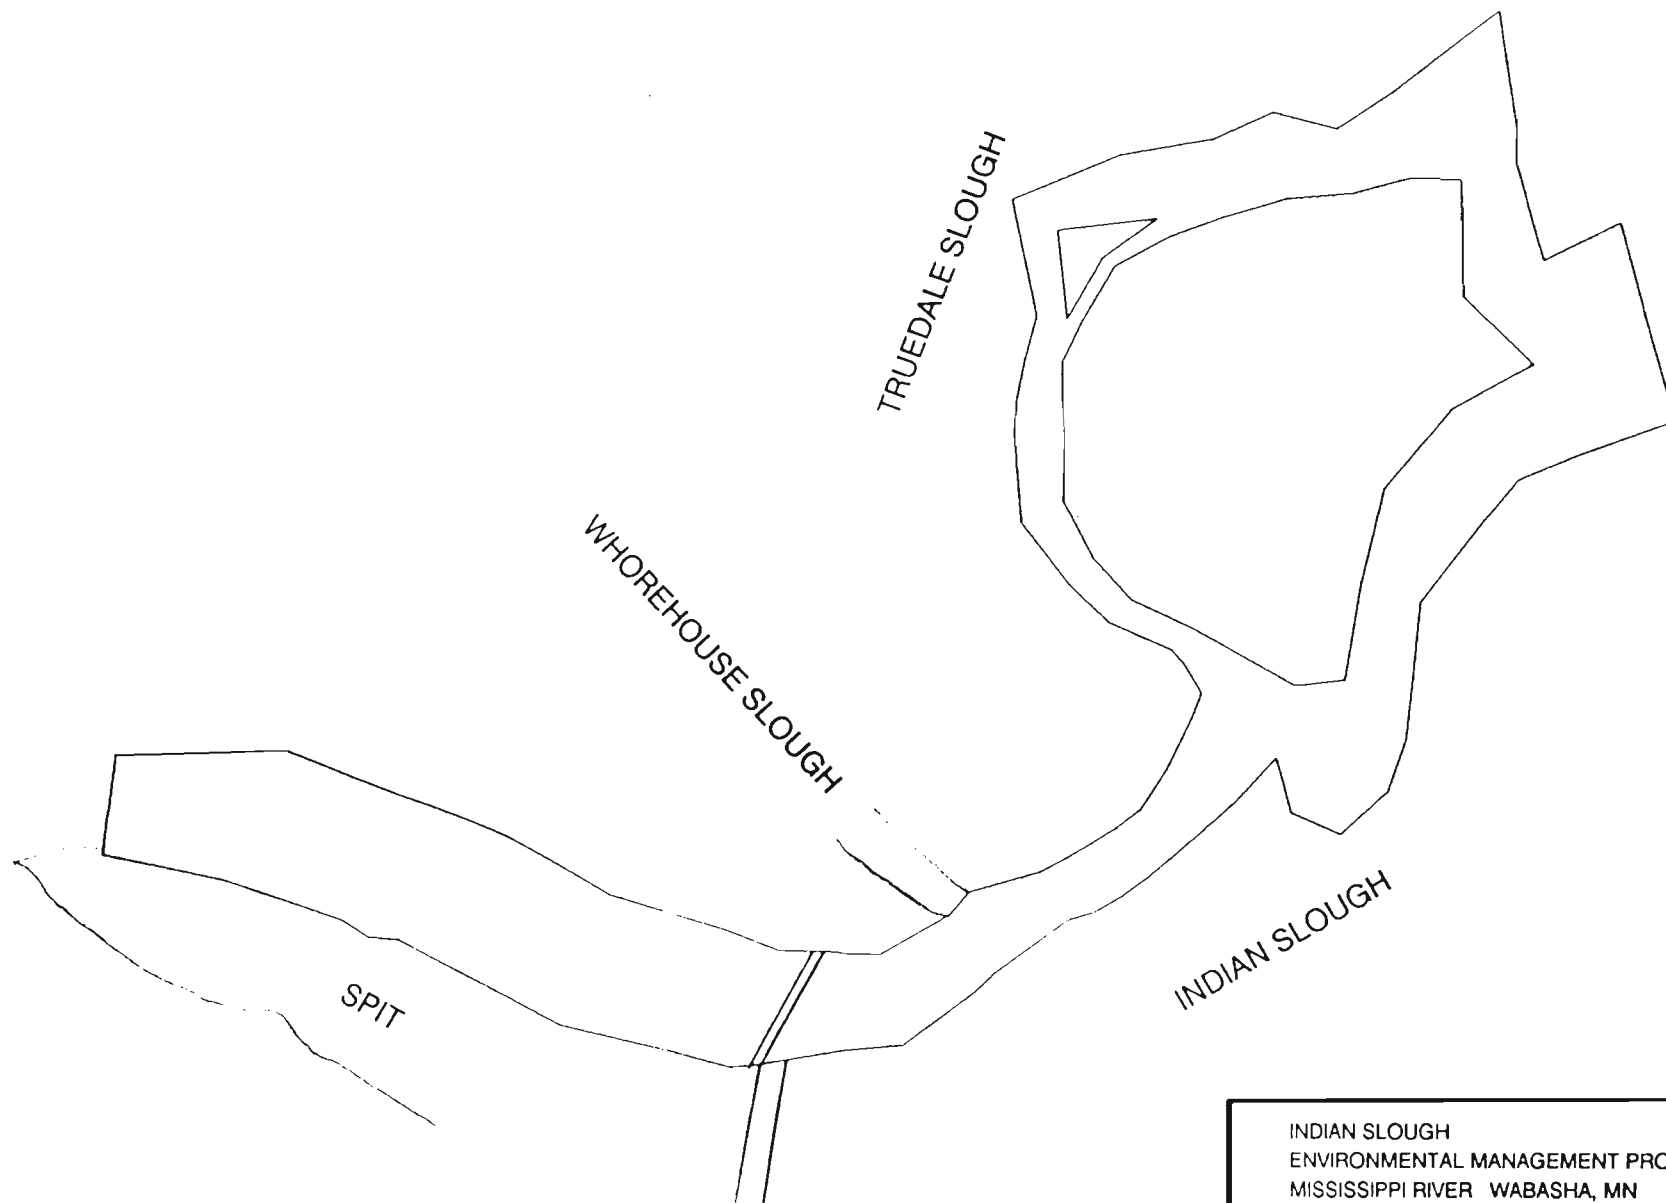 TRUEDALE SLOUGH
WHOREHOUSE SLOUGH
INDIAN SLOUGH
SPIT
INDIAN SLOUGH
ENVIRONMENTAL MANAGEMENT PRO
MISSISSIPPI RIVER WABASHA, MN